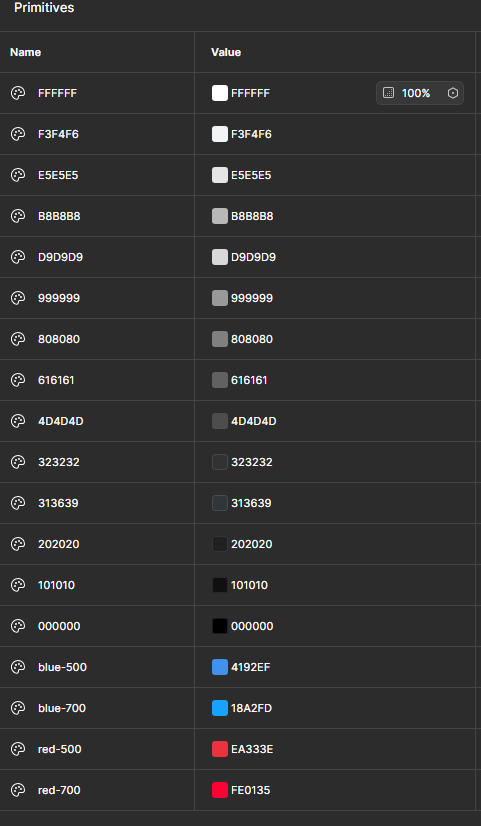 Primitives
Name Value
FFFFFF FFFFFF 100%
F3F4F6 F3F4F6
E5E5E5 E5E5E5
B8B8B8 B8B8B8
D9D9D9 D9D9D9
999999 999999
808080 808080
616161 616161
4D4D4D 4D4D4D
323232 323232
313639 313639
202020 202020
101010 101010
000000 000000
blue-500 4192EF
blue-700 18A2FD
red-500 EA333E
red-700 FE0135